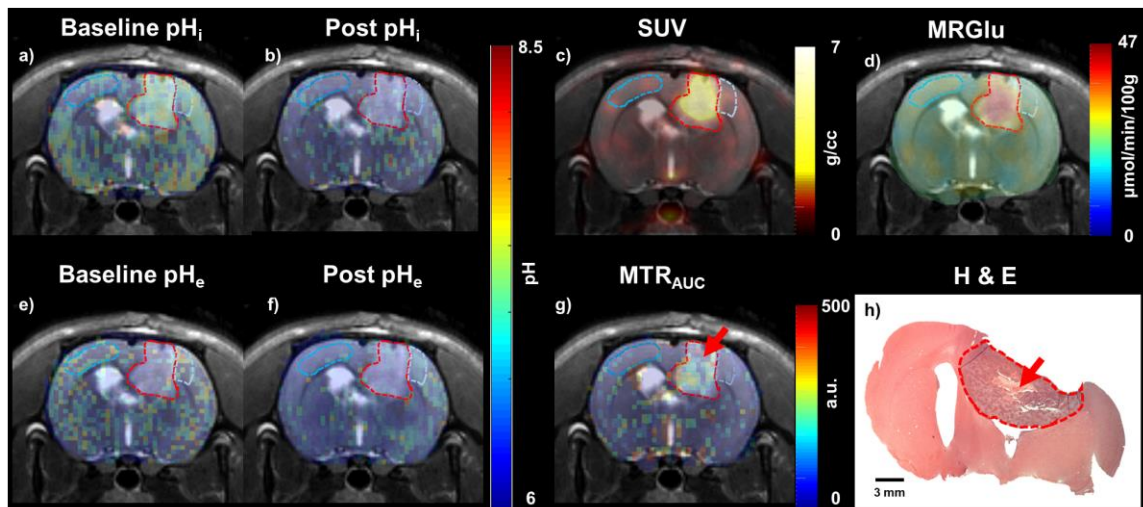 Baseline pHi
Post pHi
SUV
MRGlu
a)
b)
c)
d)
8.5
pH
6
7
g/cc
0
47
µmol/min/100g
0
Baseline pHe
Post pHe
MTRAUC
H & E
e)
f)
g)
h)
500
a.u.
0
3 mm